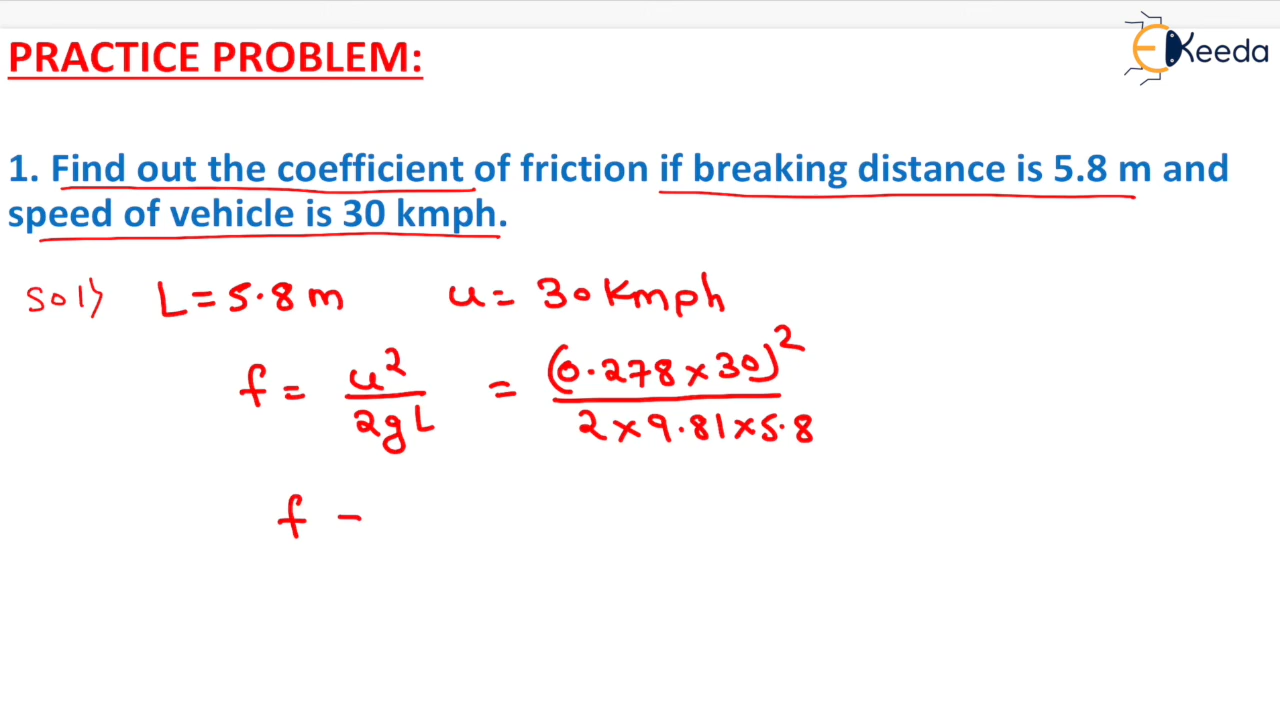 PRACTICE PROBLEM:
EKeeda
1. Find out the coefficient of friction if breaking distance is 5.8 m and
speed of vehicle is 30 kmph.
Sol) L = 5.8 m u = 30 Kmph
f = u² / 2gL = (0.278 × 30)² / 2 × 9.81 × 5.8
f -